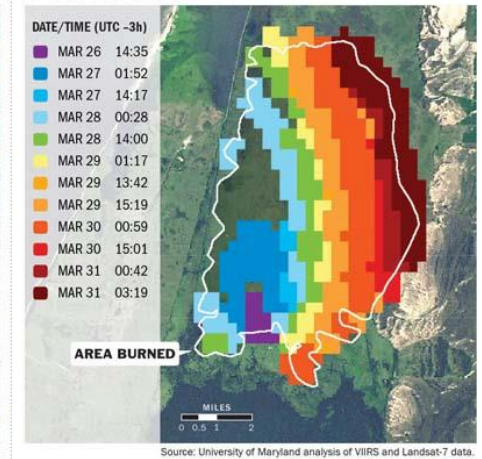 DATE/TIME (UTC –3h)
MAR 26 14:35
MAR 27 01:52
MAR 27 14:17
MAR 28 00:28
MAR 28 14:00
MAR 29 01:17
MAR 29 13:42
MAR 29 15:19
MAR 30 00:59
MAR 30 15:01
MAR 31 00:42
MAR 31 03:19
AREA BURNED
MILES
0 0.5 1 2
Source: University of Maryland analysis of VIIRS and Landsat-7 data.